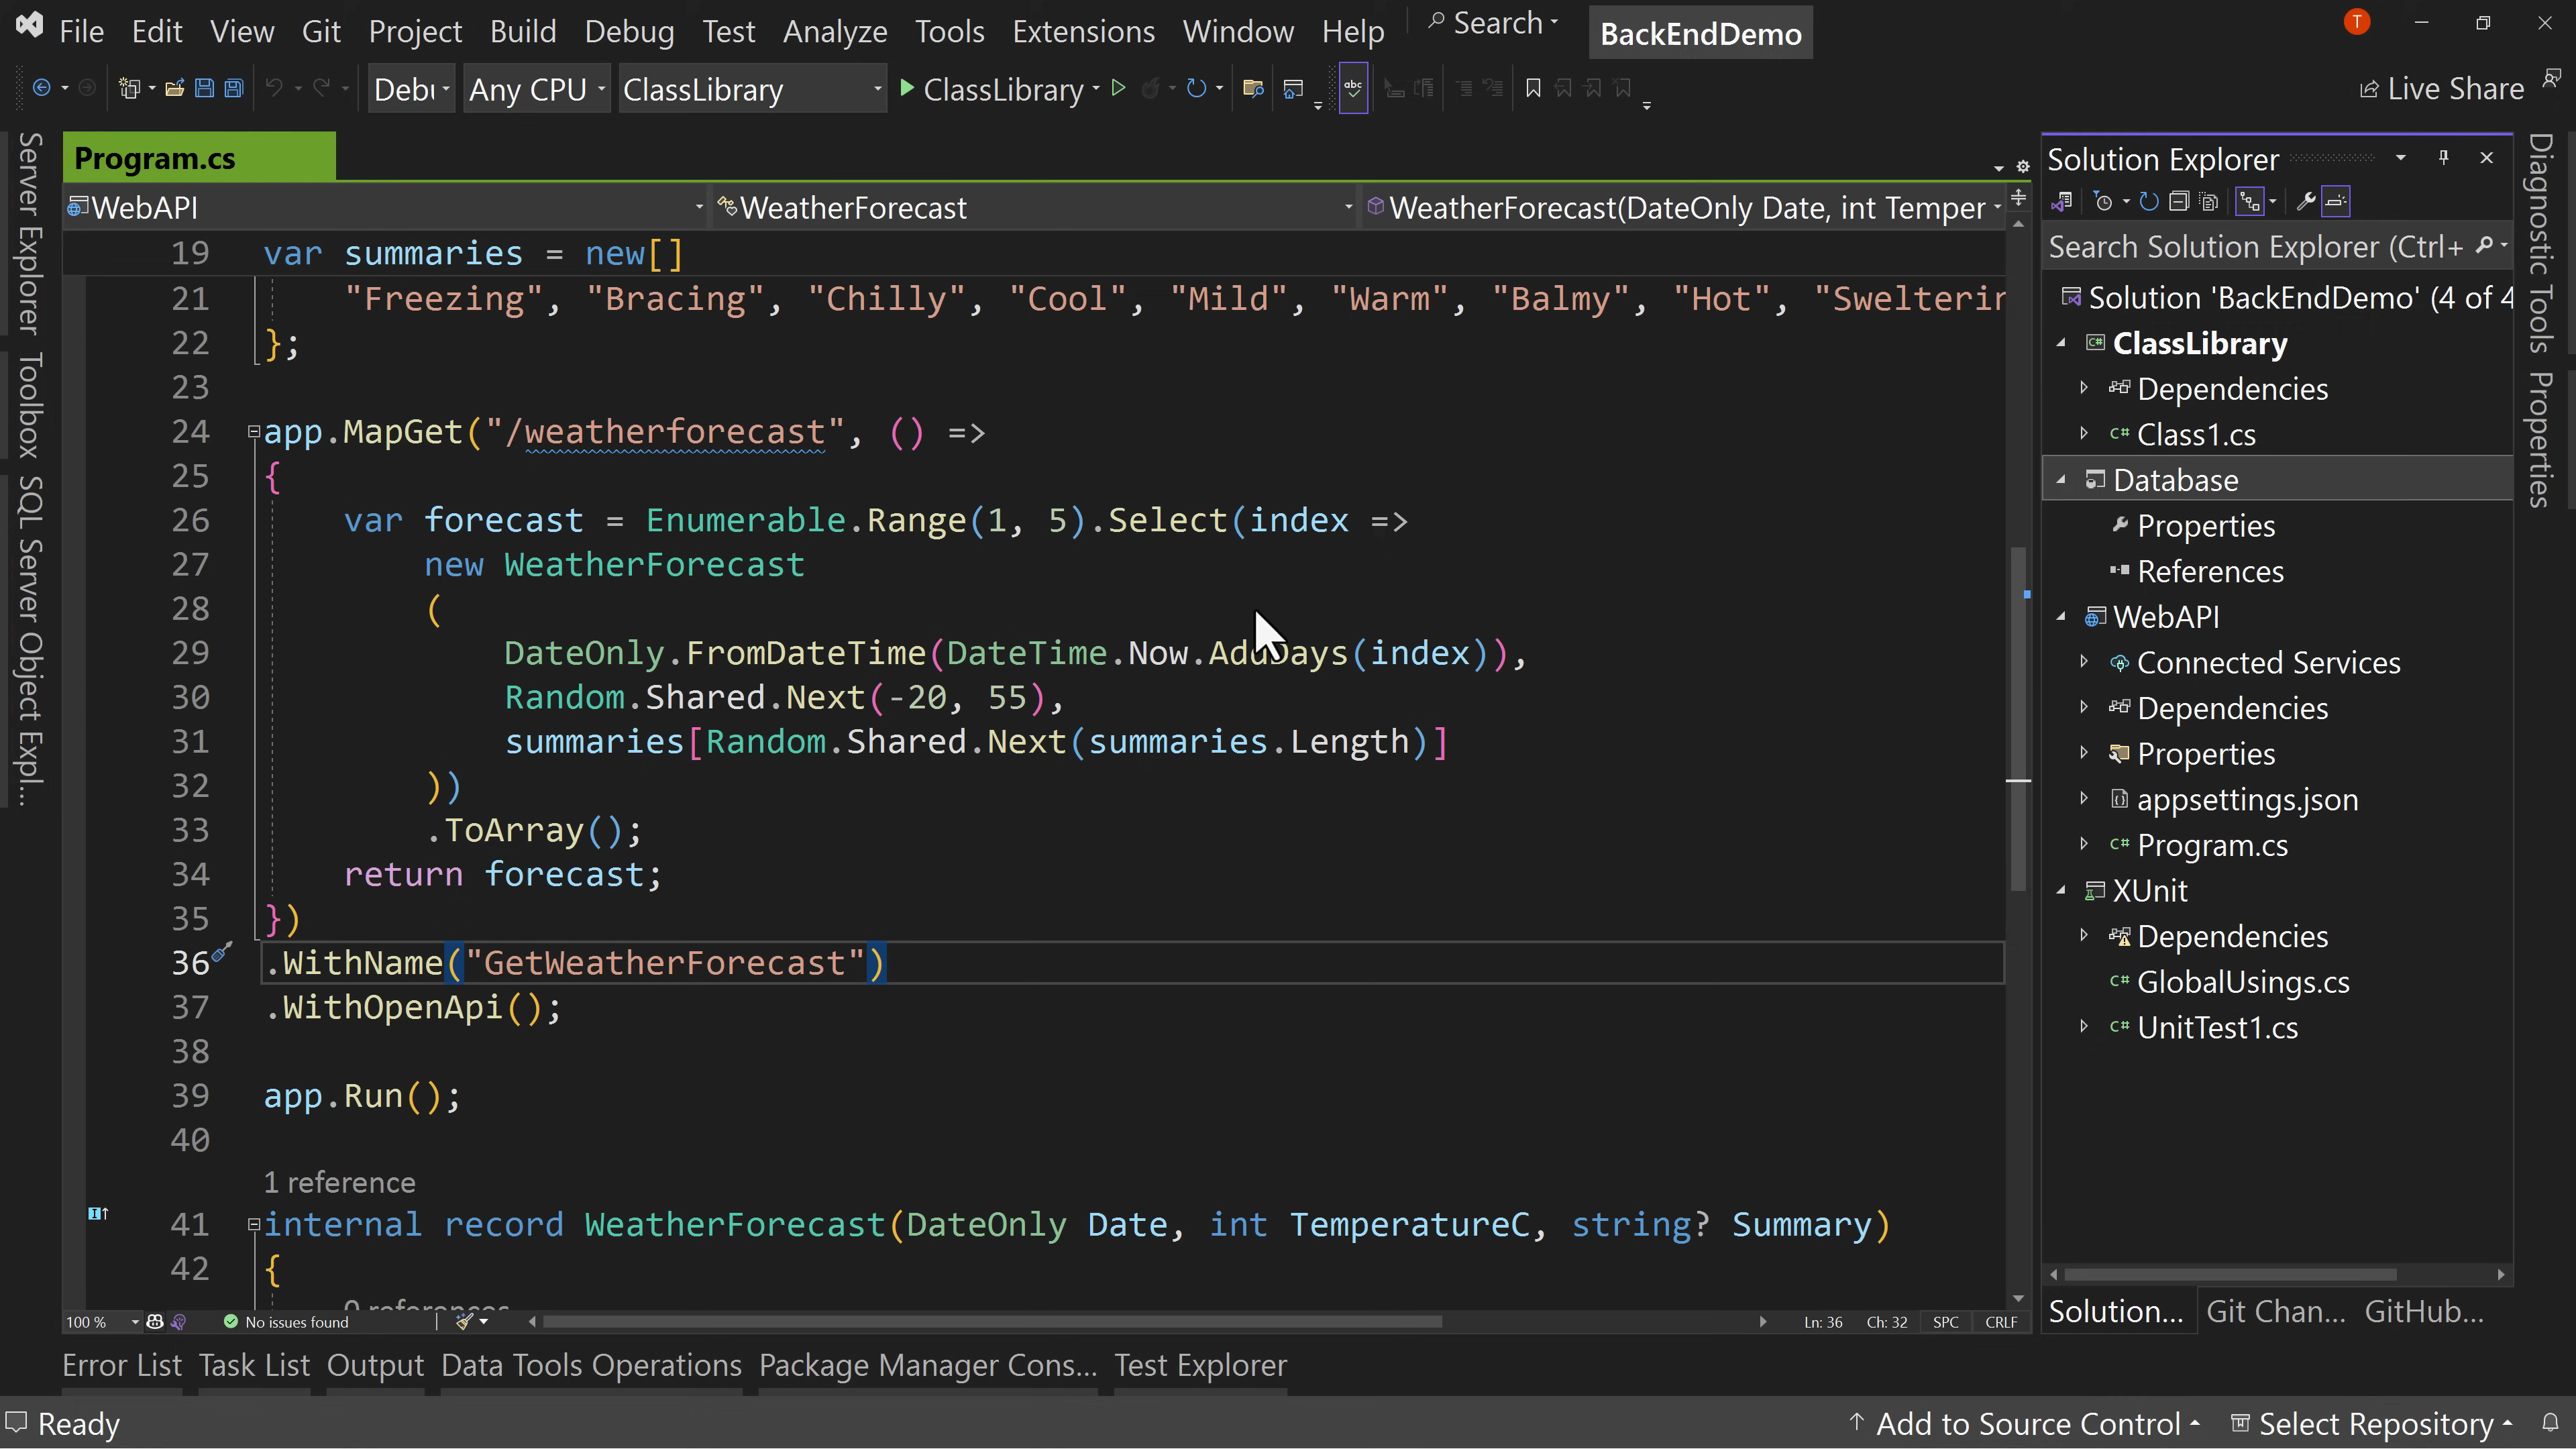 File Edit View Git Project Build Debug Test Analyze Tools Extensions Window Help Search BackEndDemo T
Debu Any CPU ClassLibrary ClassLibrary abc Live Share
Server Explorer
Toolbox
SQL Server Object Expl...
Program.cs
WebAPI WeatherForecast WeatherForecast(DateOnly Date, int Temper
19 var summaries = new[]
21 "Freezing", "Bracing", "Chilly", "Cool", "Mild", "Warm", "Balmy", "Hot", "Swelterin
22 };
23
24 app.MapGet("/weatherforecast", () =>
25 {
26 var forecast = Enumerable.Range(1, 5).Select(index =>
27 new WeatherForecast
28 (
29 DateOnly.FromDateTime(DateTime.Now.AddDays(index)),
30 Random.Shared.Next(-20, 55),
31 summaries[Random.Shared.Next(summaries.Length)]
32 ))
33 .ToArray();
34 return forecast;
35 })
36 .WithName("GetWeatherForecast")
37 .WithOpenApi();
38
39 app.Run();
40
1 reference
41 internal record WeatherForecast(DateOnly Date, int TemperatureC, string? Summary)
42 {
0 references
100 % No issues found Ln: 36 Ch: 32 SPC CRLF
Solution Explorer
Search Solution Explorer (Ctrl+
Solution 'BackEndDemo' (4 of 4
ClassLibrary
Dependencies
C# Class1.cs
Database
Properties
References
WebAPI
Connected Services
Dependencies
Properties
appsettings.json
C# Program.cs
XUnit
Dependencies
C# GlobalUsings.cs
C# UnitTest1.cs
Solution... Git Chan... GitHub...
Diagnostic Tools
Properties
Error List Task List Output Data Tools Operations Package Manager Cons... Test Explorer
Ready Add to Source Control Select Repository